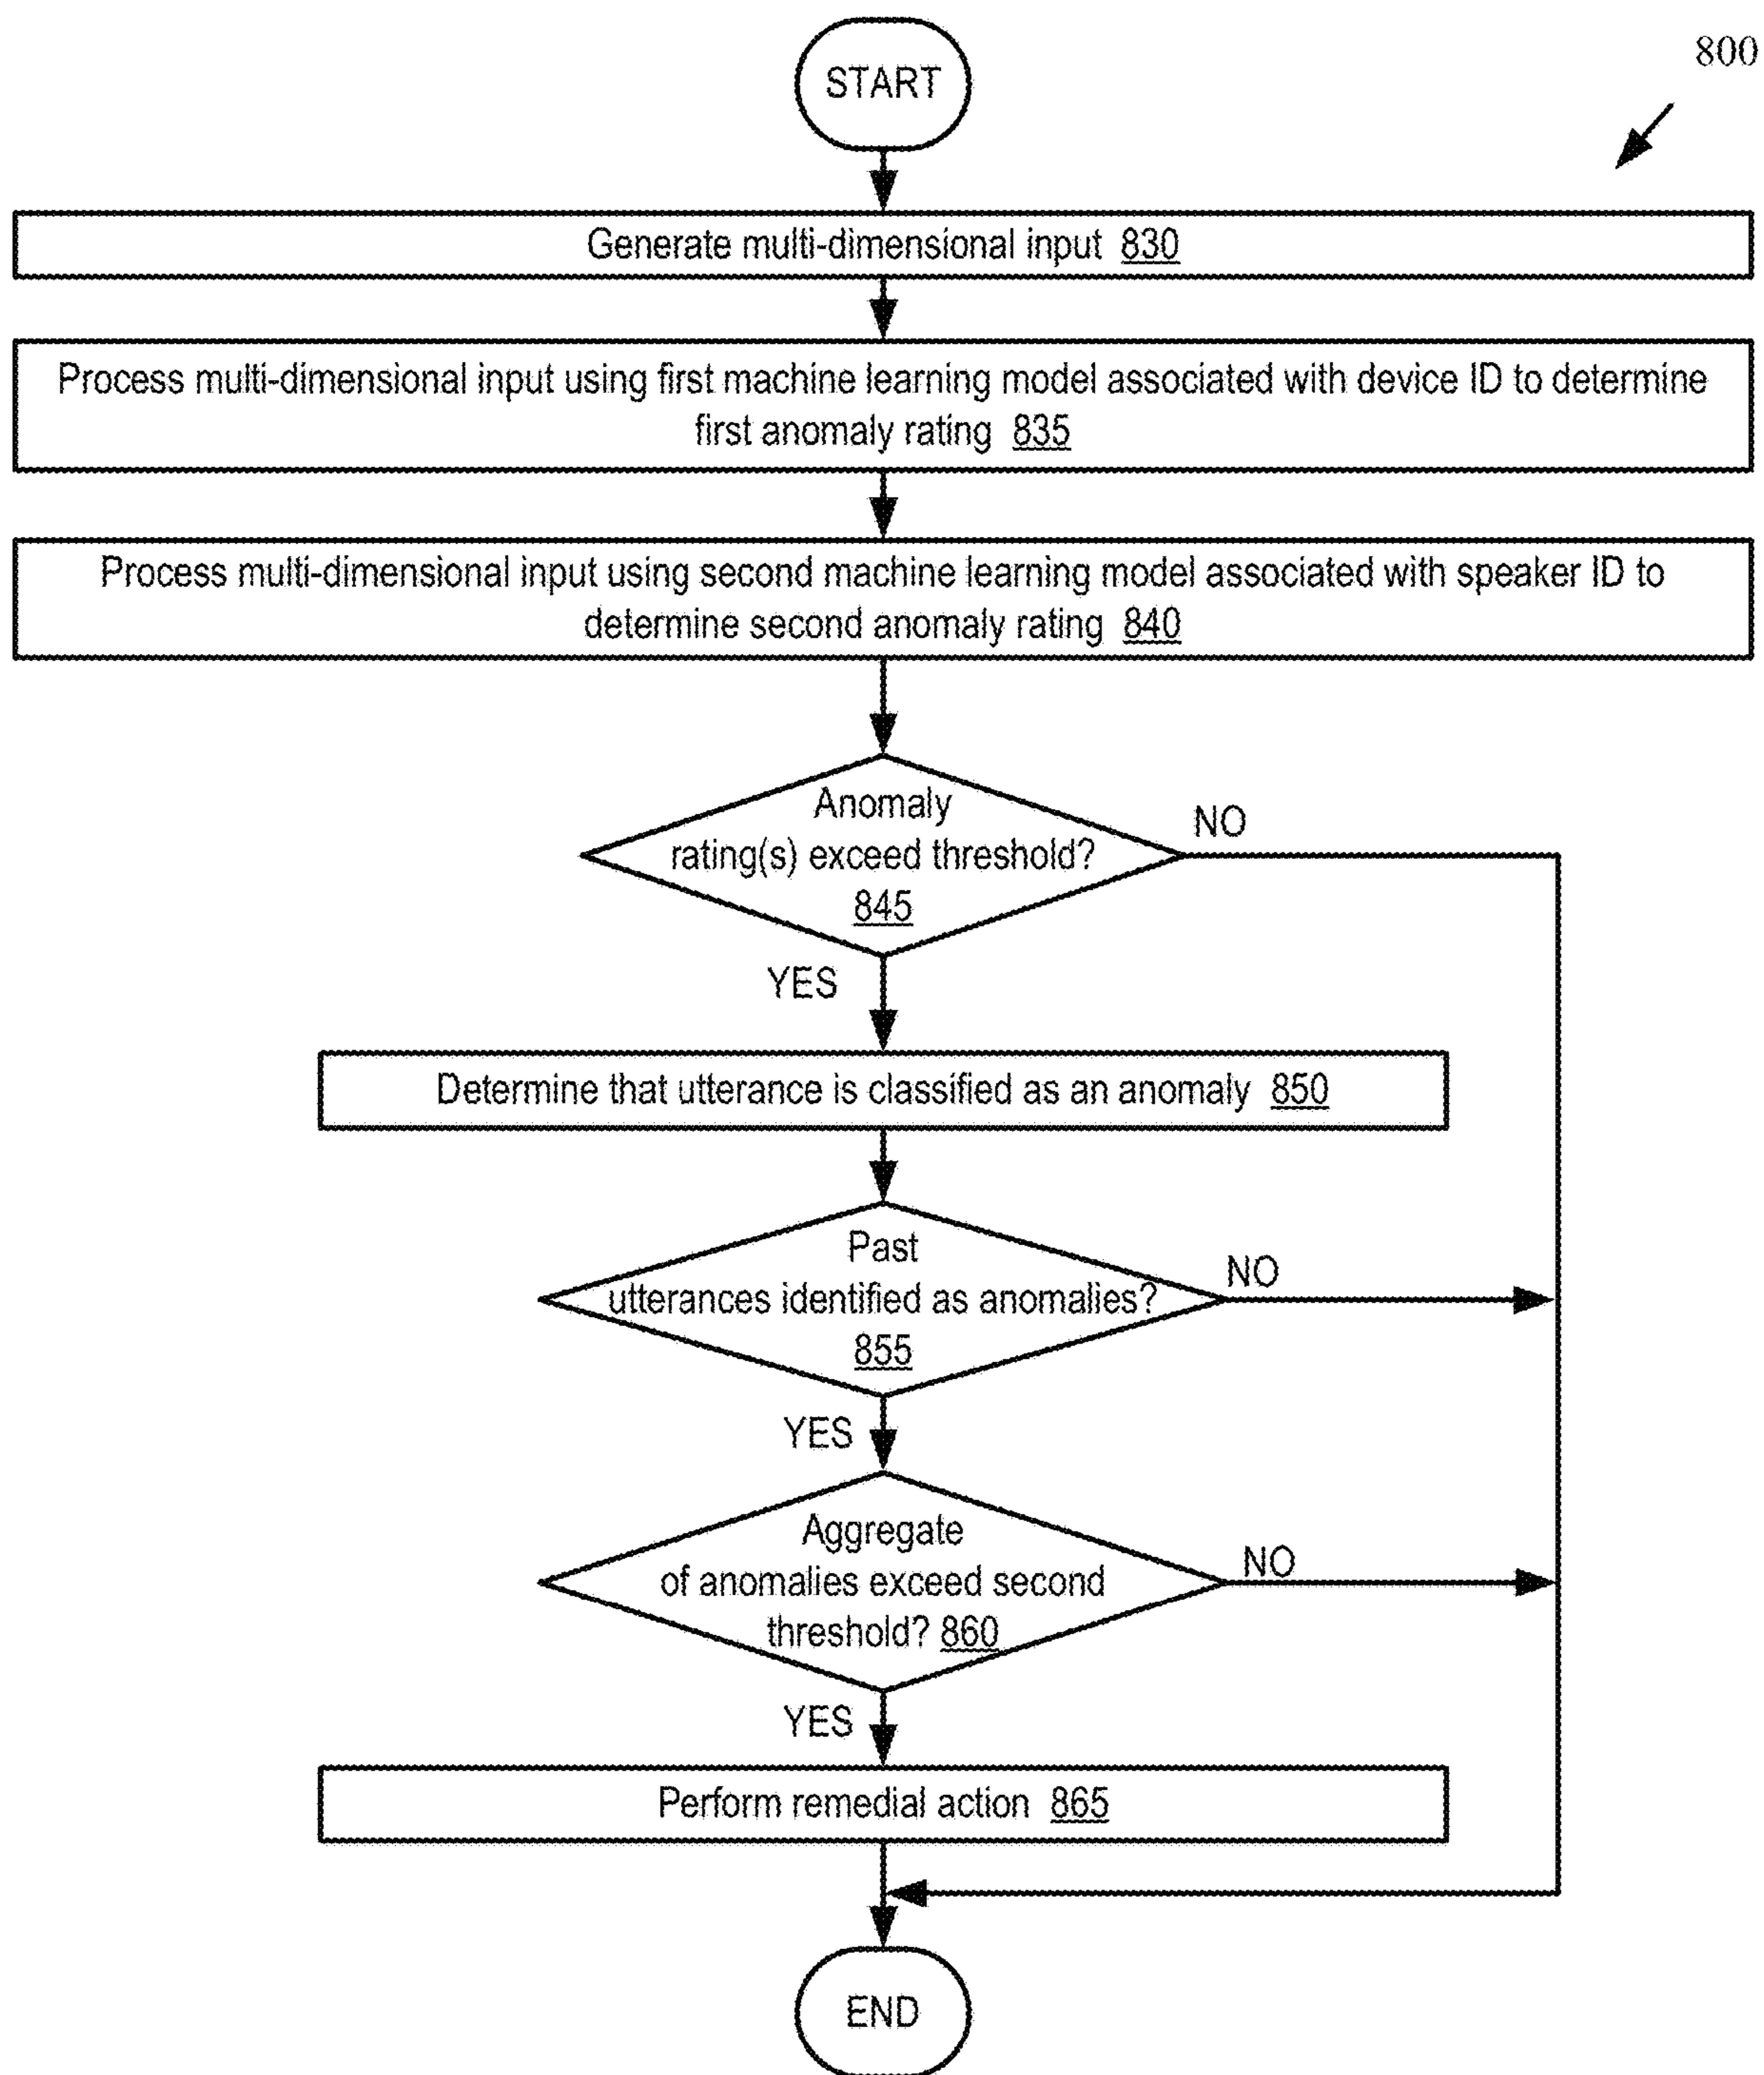 800
START
Generate multi-dimensional input 830
Process multi-dimensional input using first machine learning model associated with device ID to determine
first anomaly rating 835
Process multi-dimensional input using second machine learning model associated with speaker ID to
determine second anomaly rating 840
Anomaly
rating(s) exceed threshold?
845
NO
YES
Determine that utterance is classified as an anomaly 850
Past
utterances identified as anomalies?
855
NO
YES
Aggregate
of anomalies exceed second
threshold? 860
NO
YES
Perform remedial action 865
END